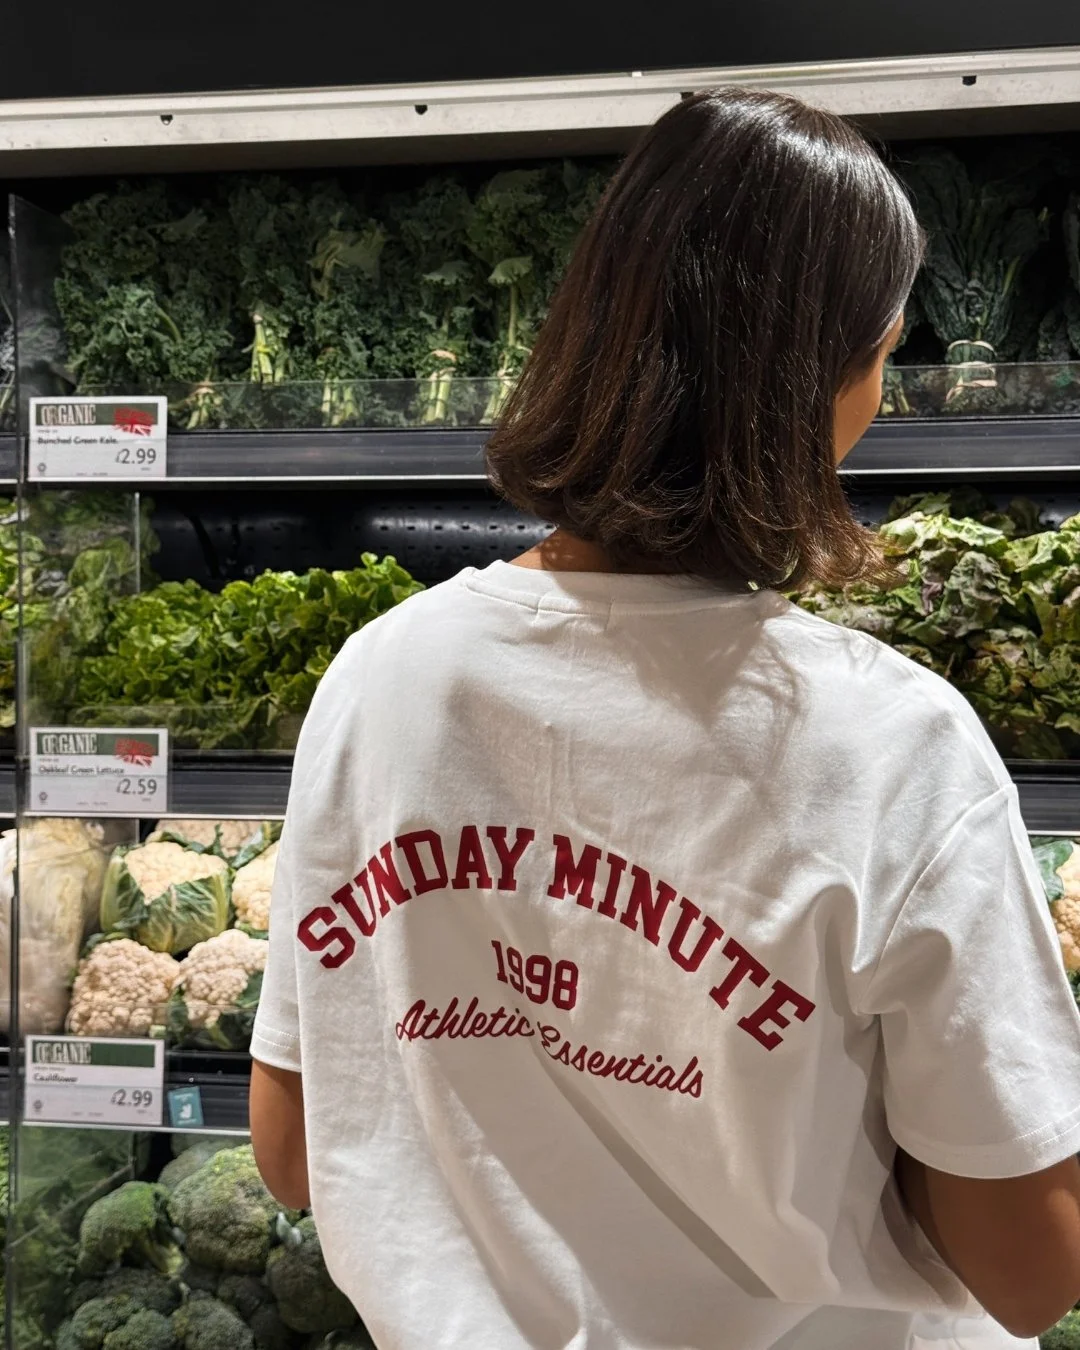 ORGANIC
Bunched Green Kale
£2.99
ORGANIC
Oakleaf Green Lettuce
£2.59
ORGANIC
Cauliflower
£2.99
SUNDAY MINUTE
1998
Athletic Essentials